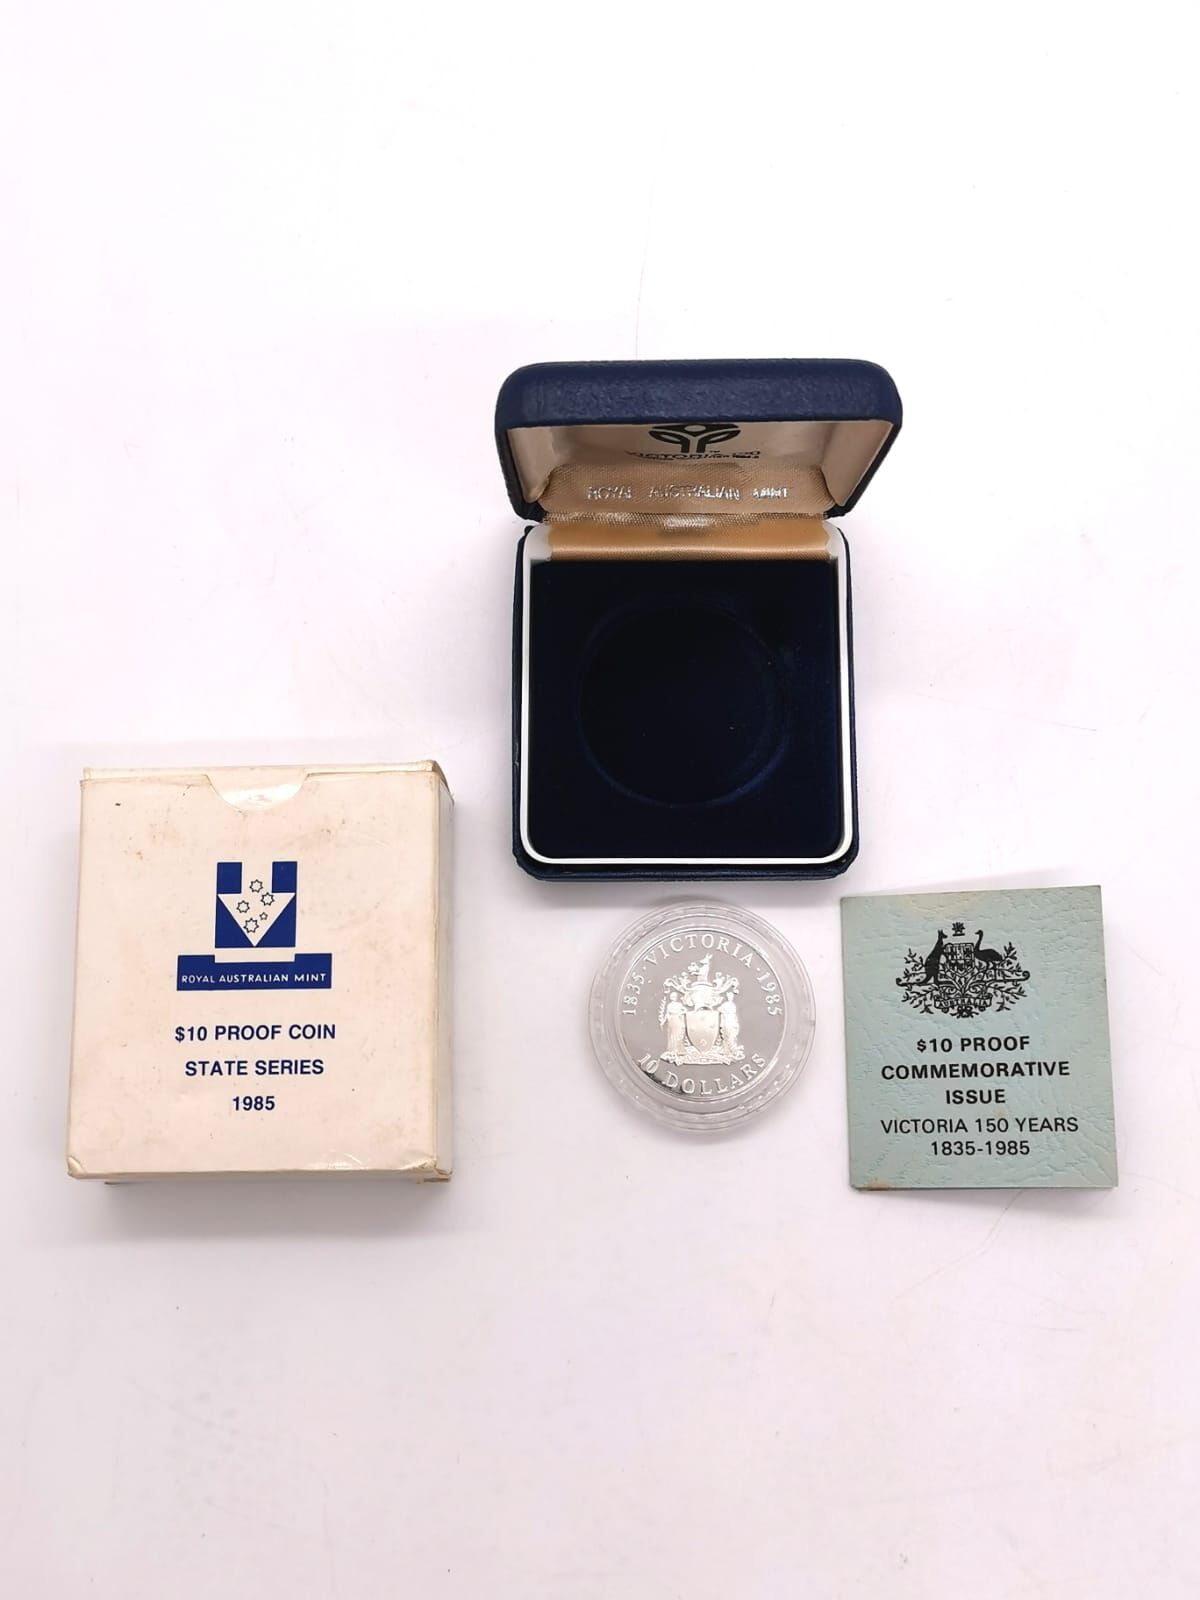 ROYAL AUSTRALIAN MINT
ROYAL AUSTRALIAN MINT
$10 PROOF COIN
STATE SERIES
1985
1835·VICTORIA·1985
10 DOLLARS
AUSTRALIA
$10 PROOF
COMMEMORATIVE
ISSUE
VICTORIA 150 YEARS
1835-1985